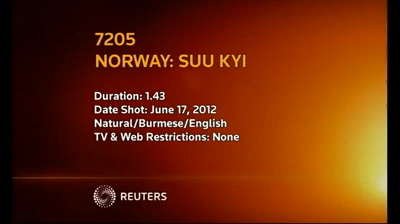 7205
NORWAY: SUU KYI
Duration: 1.43
Date Shot: June 17, 2012
Natural/Burmese/English
TV & Web Restrictions: None
REUTERS